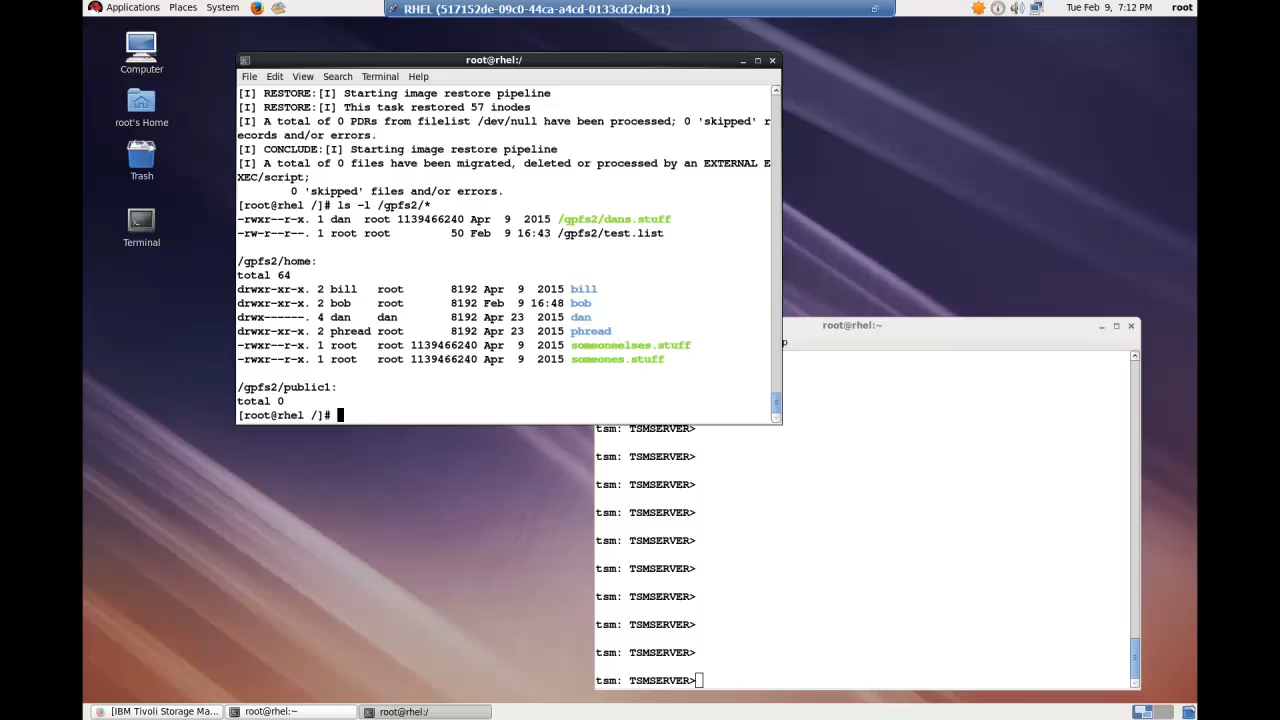 Applications Places System
RHEL (517152de-09c0-44ca-a4cd-0133cd2cbd31)
Tue Feb 9, 7:12 PM root
Computer
root's Home
Trash
Terminal
root@rhel:/
File Edit View Search Terminal Help
[I] RESTORE:[I] Starting image restore pipeline
[I] RESTORE:[I] This task restored 57 inodes
[I] A total of 0 PDRs from filelist /dev/null have been processed; 0 'skipped' r
ecords and/or errors.
[I] CONCLUDE:[I] Starting image restore pipeline
[I] A total of 0 files have been migrated, deleted or processed by an EXTERNAL E
XEC/script;
0 'skipped' files and/or errors.
[root@rhel /]# ls -l /gpfs2/*
-rwxr--r-x. 1 dan root 1139466240 Apr 9 2015 /gpfs2/dans.stuff
-rw-r--r--. 1 root root 50 Feb 9 16:43 /gpfs2/test.list
/gpfs2/home:
total 64
drwxr-xr-x. 2 bill root 8192 Apr 9 2015 bill
drwxr-xr-x. 2 bob root 8192 Feb 9 16:48 bob
drwx------. 4 dan dan 8192 Apr 23 2015 dan
drwxr-xr-x. 2 phread root 8192 Apr 23 2015 phread
-rwxr--r-x. 1 root root 1139466240 Apr 9 2015 someoneelses.stuff
-rwxr--r-x. 1 root root 1139466240 Apr 9 2015 someones.stuff
/gpfs2/public1:
total 0
[root@rhel /]#
root@rhel:~
p
tsm: TSMSERVER>
tsm: TSMSERVER>
tsm: TSMSERVER>
tsm: TSMSERVER>
tsm: TSMSERVER>
tsm: TSMSERVER>
tsm: TSMSERVER>
tsm: TSMSERVER>
tsm: TSMSERVER>
tsm: TSMSERVER>
[IBM Tivoli Storage Ma... root@rhel:~ root@rhel:/